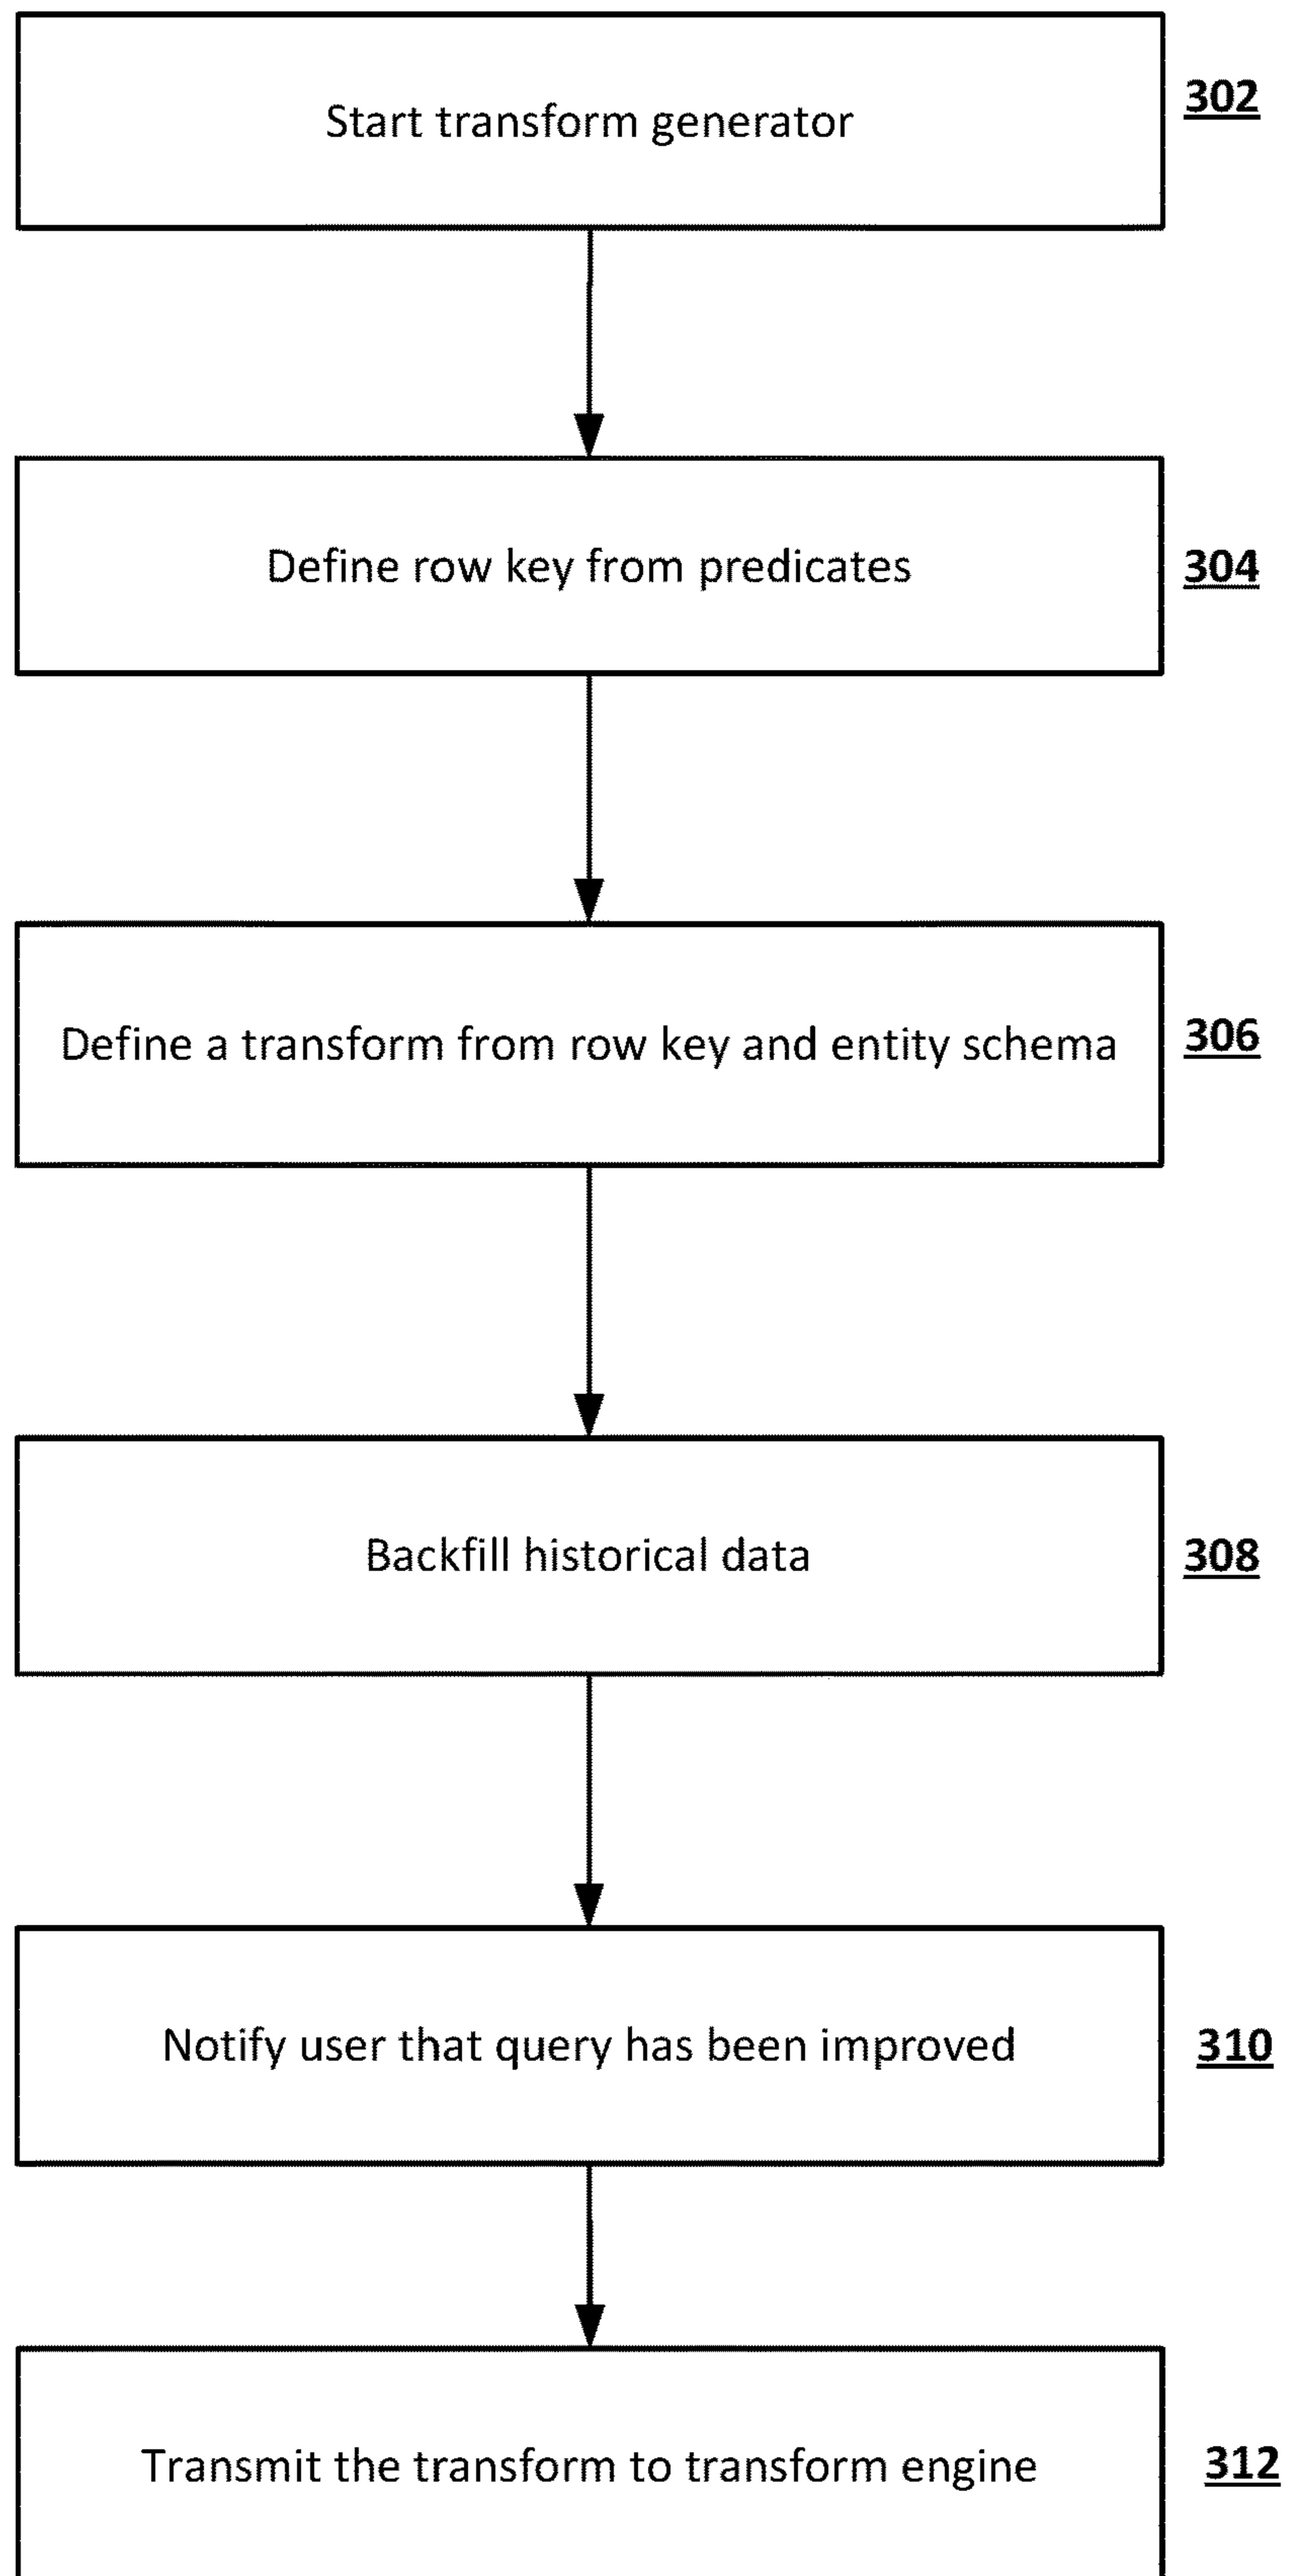 Start transform generator
302
Define row key from predicates
304
Define a transform from row key and entity schema
306
Backfill historical data
308
Notify user that query has been improved
310
Transmit the transform to transform engine
312